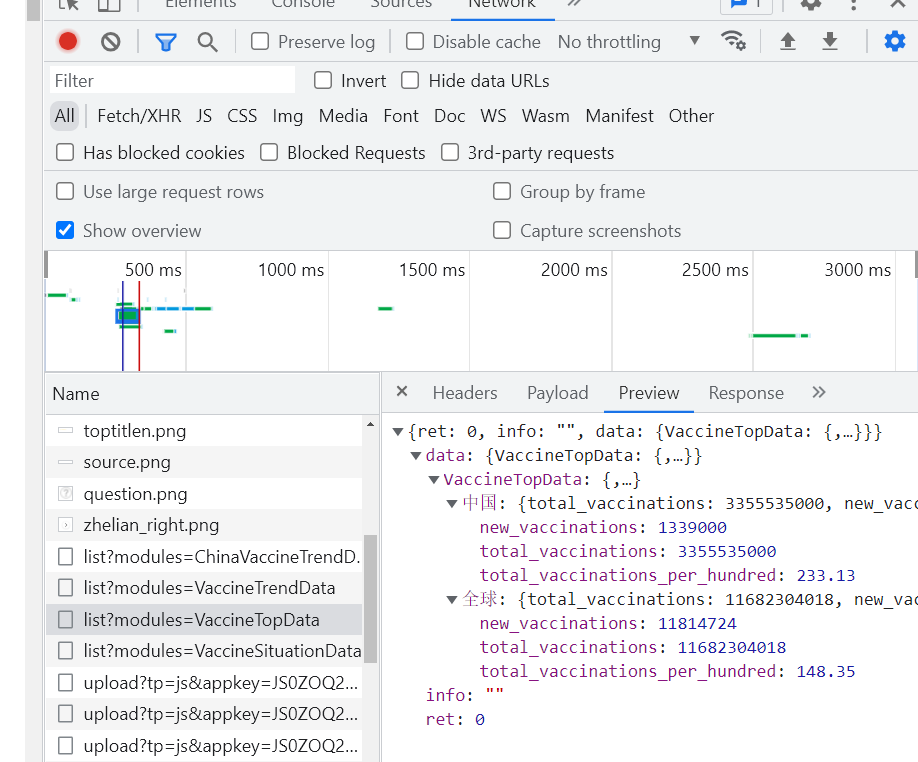 Elements Console Sources Network 1
Preserve log Disable cache No throttling
Filter Invert Hide data URLs
All Fetch/XHR JS CSS Img Media Font Doc WS Wasm Manifest Other
Has blocked cookies Blocked Requests 3rd-party requests
Use large request rows Group by frame
Show overview Capture screenshots
500 ms 1000 ms 1500 ms 2000 ms 2500 ms 3000 ms
Name
toptitlen.png
source.png
question.png
zhelian_right.png
list?modules=ChinaVaccineTrendD.
list?modules=VaccineTrendData
list?modules=VaccineTopData
list?modules=VaccineSituationData
upload?tp=js&appkey=JS0ZOQ2...
upload?tp=js&appkey=JS0ZOQ2...
upload?tp=js&appkey=JS0ZOQ2...
Headers Payload Preview Response
{ret: 0, info: "", data: {VaccineTopData: {,…}}}
data: {VaccineTopData: {,…}}
VaccineTopData: {,…}
中国: {total_vaccinations: 3355535000, new_vacc
new_vaccinations: 1339000
total_vaccinations: 3355535000
total_vaccinations_per_hundred: 233.13
全球: {total_vaccinations: 11682304018, new_vac
new_vaccinations: 11814724
total_vaccinations: 11682304018
total_vaccinations_per_hundred: 148.35
info: ""
ret: 0